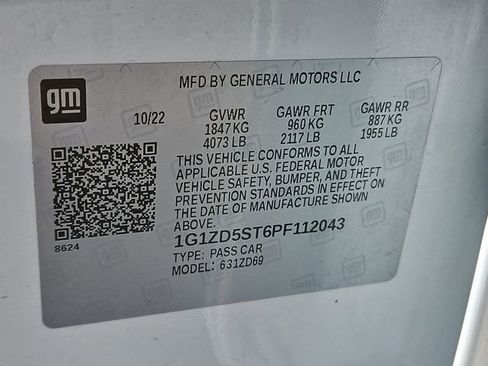 gm
MFD BY GENERAL MOTORS LLC
10/22 GVWR GAWR FRT GAWR RR
1847 KG 960 KG 887 KG
4073 LB 2117 LB 1955 LB
THIS VEHICLE CONFORMS TO ALL
APPLICABLE U.S. FEDERAL MOTOR
VEHICLE SAFETY, BUMPER, AND THEFT
PREVENTION STANDARDS IN EFFECT ON
THE DATE OF MANUFACTURE SHOWN ABOVE.
8624
1G1ZD5ST6PF112043
TYPE: PASS CAR
MODEL: 631ZD69